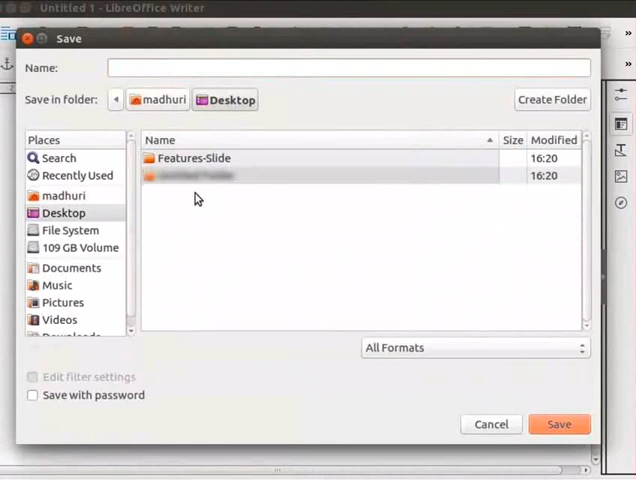 Untitled 1 - LibreOffice Writer
Save
Name:
Save in folder: madhuri Desktop Create Folder
Places Name Size Modified
Search Features-Slide 16:20
Recently Used 16:20
madhuri
Desktop
File System
109 GB Volume
Documents
Music
Pictures
Videos
Downloads
All Formats
Edit filter settings
Save with password
Cancel Save